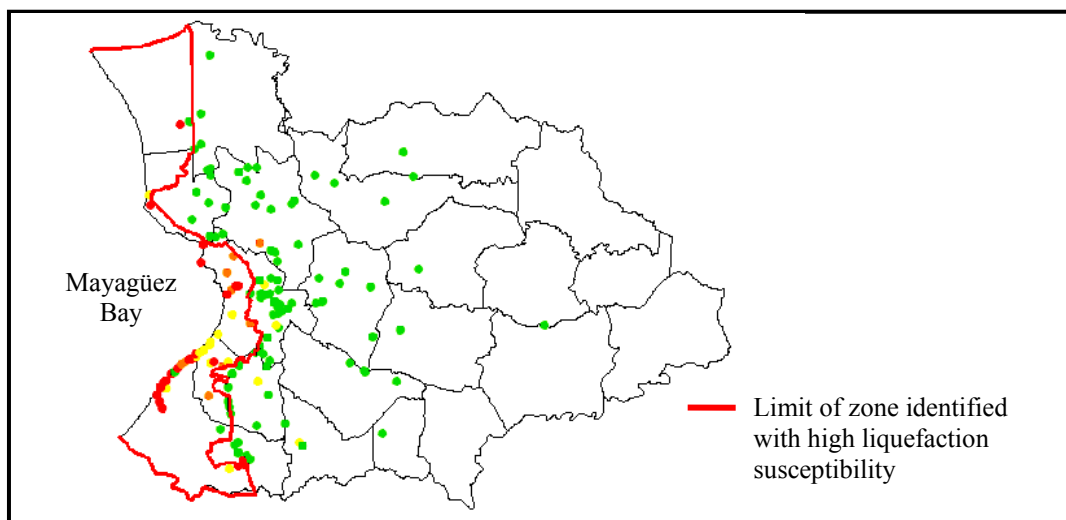 Mayagüez
Bay
Limit of zone identified
with high liquefaction
susceptibility